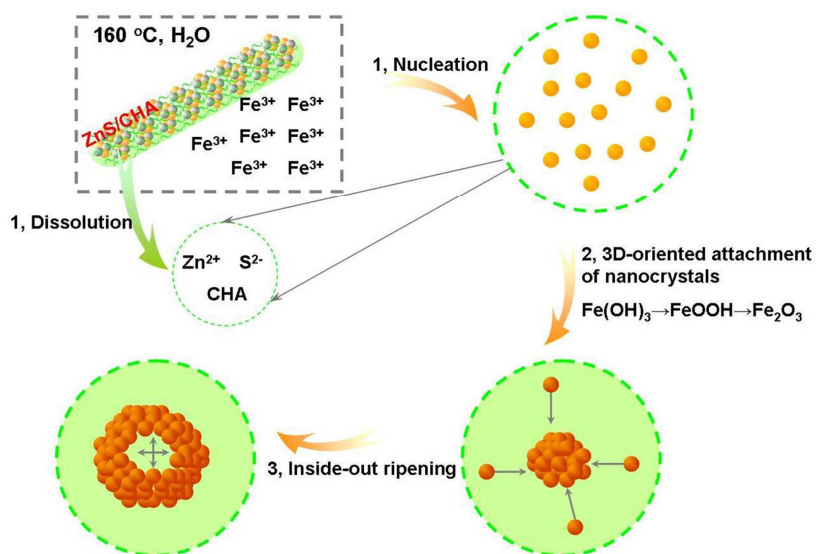 160 °C, H₂O
1, Nucleation
ZnS/CHA
Fe³⁺ Fe³⁺
Fe³⁺ Fe³⁺ Fe³⁺
Fe³⁺ Fe³⁺
1, Dissolution
Zn²⁺ S²⁻
CHA
2, 3D-oriented attachment
of nanocrystals
Fe(OH)₃→FeOOH→Fe₂O₃
3, Inside-out ripening